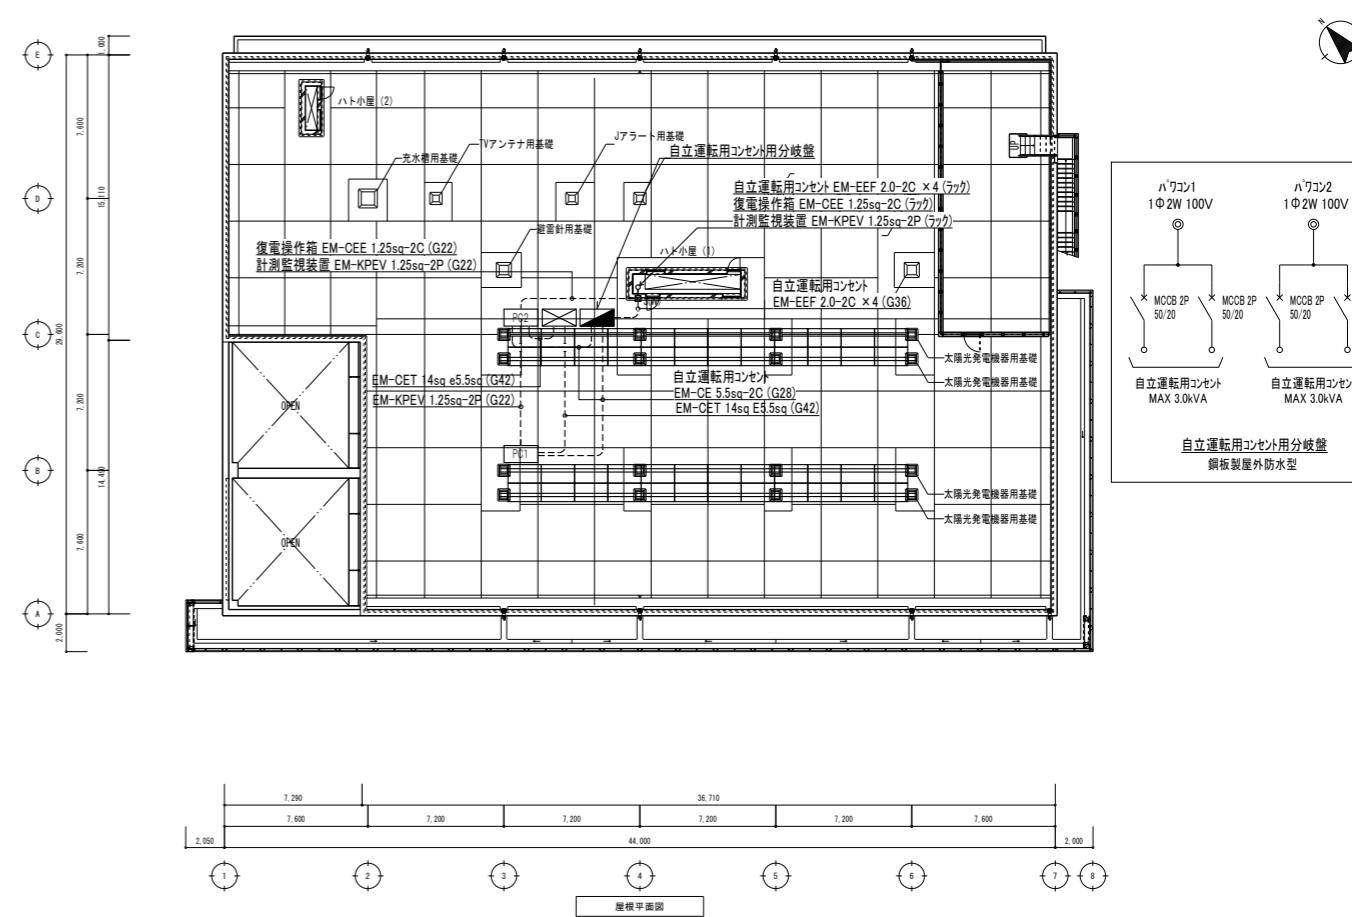 N
E
D
C
B
A
2,000
7,600
7,200
7,200
7,600
2,000
15,110
29,600
14,490
ハト小屋 (2)
充水槽用基礎
TVアンテナ用基礎
Jアラート用基礎
自立運転用コンセント用分岐盤
自立運転用コンセント EM-EEF 2.0-2C ×4 (ラック)
復電操作箱 EM-CEE 1.25sq-2C (ラック)
計測監視装置 EM-KPEV 1.25sq-2P (ラック)
UP
避雷針用基礎
復電操作箱 EM-CEE 1.25sq-2C (G22)
計測監視装置 EM-KPEV 1.25sq-2P (G22)
ハト小屋 (1)
自立運転用コンセント
EM-EEF 2.0-2C ×4 (G36)
PC2
太陽光発電機器用基礎
太陽光発電機器用基礎
EM-CET 14sq e5.5sq (G42)
EM-KPEV 1.25sq-2P (G22)
自立運転用コンセント
EM-CE 5.5sq-2C (G28)
EM-CET 14sq E5.5sq (G42)
OPEN
PC1
太陽光発電機器用基礎
太陽光発電機器用基礎
OPEN
パワコン1
1Φ2W 100V
パワコン2
1Φ2W 100V
MCCB 2P
50/20
MCCB 2P
50/20
MCCB 2P
50/20
自立運転用コンセント
MAX 3.0kVA
自立運転用コンセ
MAX 3.0kVA
自立運転用コンセント用分岐盤
鋼板製屋外防水型
7,290
36,710
7,600
7,200
7,200
7,200
7,200
7,600
2,050
44,000
2,000
1
2
3
4
5
6
7
8
屋根平面図